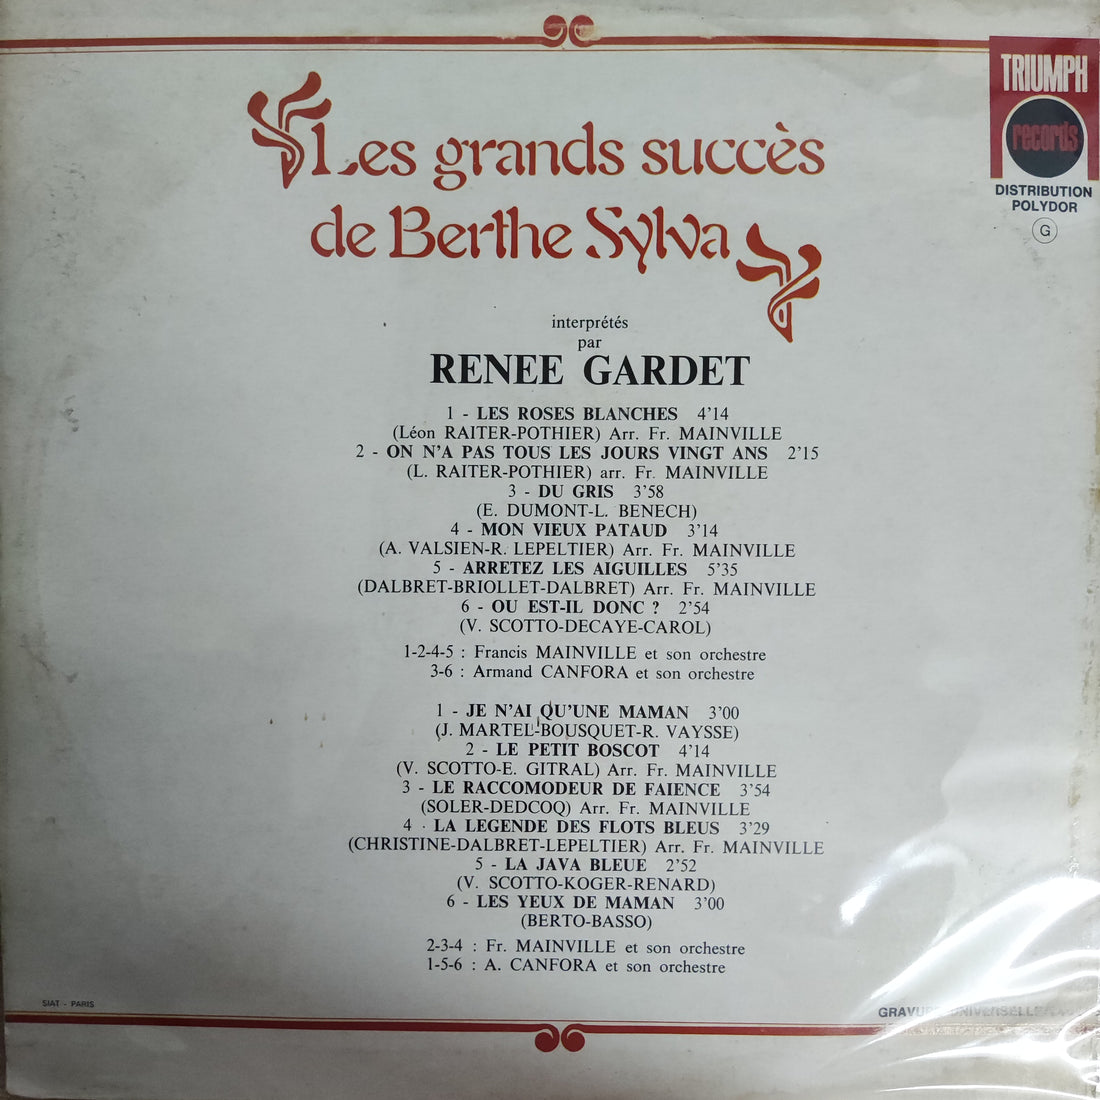 TRIUMPH
records
DISTRIBUTION
POLYDOR
G
Les grands succès
de Berthe Sylva
interprétés
par
RENEE GARDET
1 - LES ROSES BLANCHES 4'14
(Léon RAITER-POTHIER) Arr. Fr. MAINVILLE
2 - ON N'A PAS TOUS LES JOURS VINGT ANS 2'15
(L. RAITER-POTHIER) arr. Fr. MAINVILLE
3 - DU GRIS 3'58
(E. DUMONT-L. BENECH)
4 - MON VIEUX PATAUD 3'14
(A. VALSIEN-R. LEPELTIER) Arr. Fr. MAINVILLE
5 - ARRETEZ LES AIGUILLES 5'35
(DALBRET-BRIOLLET-DALBRET) Arr. Fr. MAINVILLE
6 - OU EST-IL DONC ? 2'54
(V. SCOTTO-DECAYE-CAROL)
1-2-4-5 : Francis MAINVILLE et son orchestre
3-6 : Armand CANFORA et son orchestre
1 - JE N'AI QU'UNE MAMAN 3'00
(J. MARTEL-BOUSQUET-R. VAYSSE)
2 - LE PETIT BOSCOT 4'14
(V. SCOTTO-E. GITRAL) Arr. Fr. MAINVILLE
3 - LE RACCOMODEUR DE FAIENCE 3'54
(SOLER-DEDCOQ) Arr. Fr. MAINVILLE
4 - LA LEGENDE DES FLOTS BLEUS 3'29
(CHRISTINE-DALBRET-LEPELTIER) Arr. Fr. MAINVILLE
5 - LA JAVA BLEUE 2'52
(V. SCOTTO-KOGER-RENARD)
6 - LES YEUX DE MAMAN 3'00
(BERTO-BASSO)
2-3-4 : Fr. MAINVILLE et son orchestre
1-5-6 : A. CANFORA et son orchestre
SIAT - PARIS
GRAVURE UNIVERSELLE